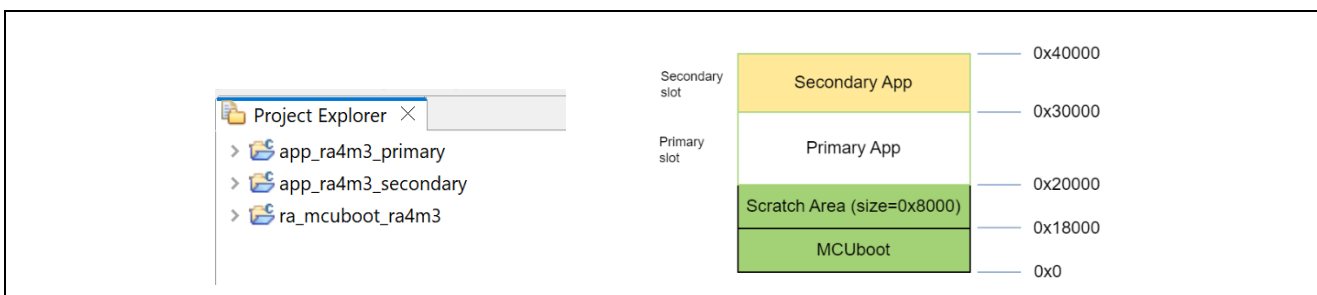 Project Explorer
app_ra4m3_primary
app_ra4m3_secondary
ra_mcuboot_ra4m3
Secondary
slot
Primary
slot
Secondary App
Primary App
Scratch Area (size=0x8000)
MCUboot
0x40000
0x30000
0x20000
0x18000
0x0